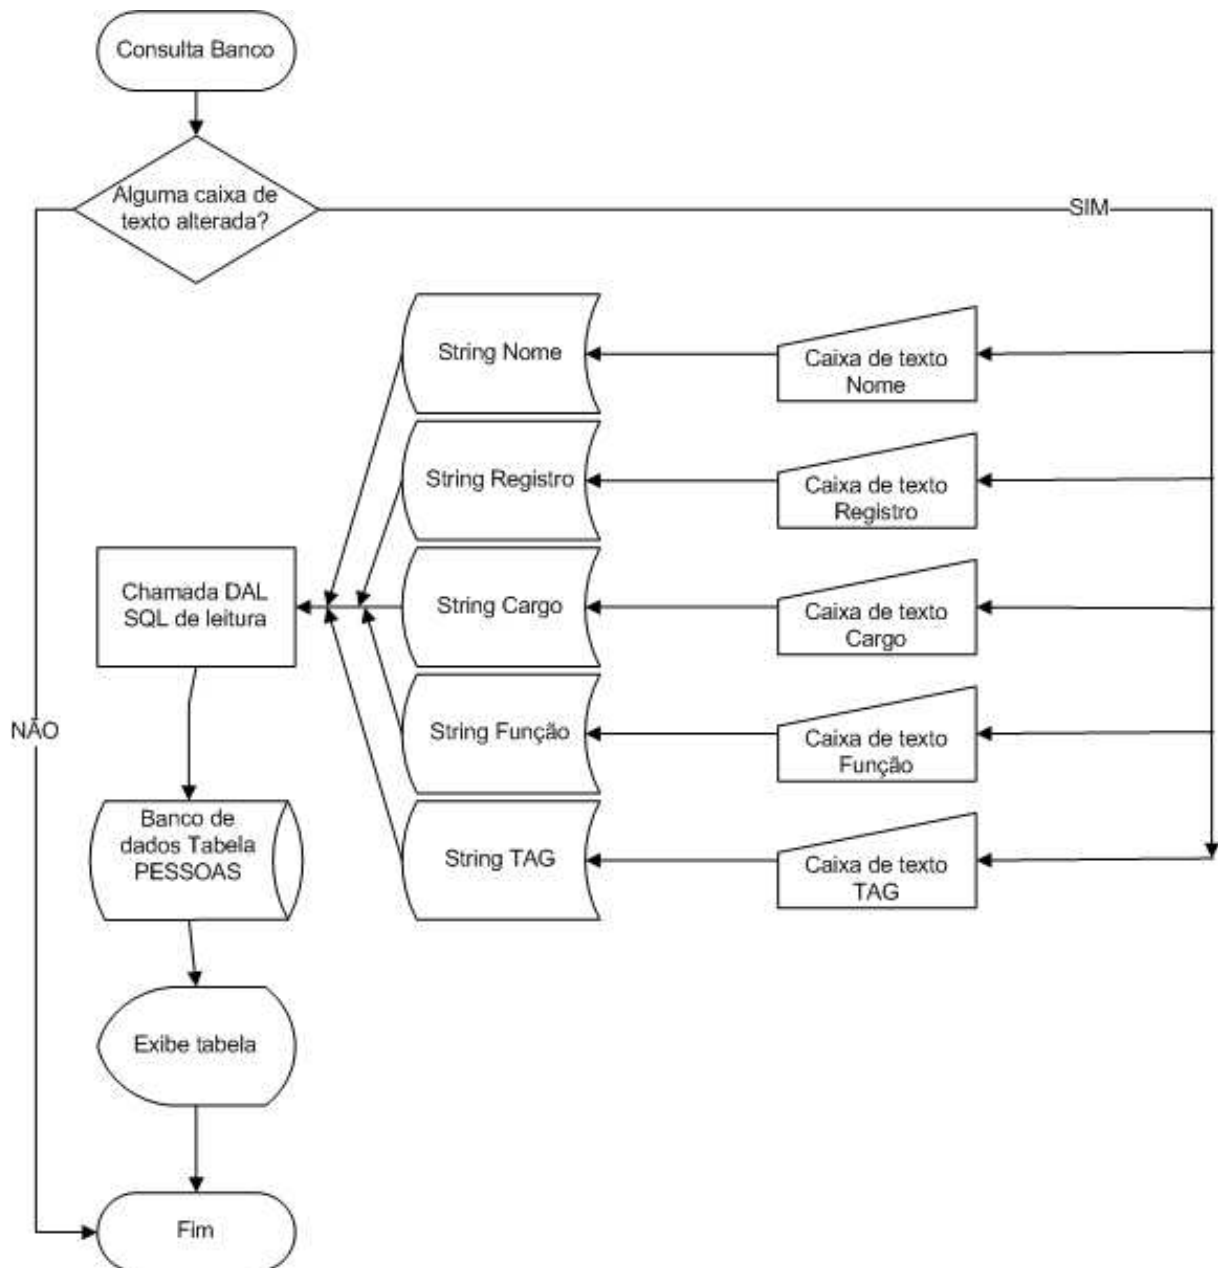 Consulta Banco
Alguma caixa de
texto alterada?
SIM
String Nome
Caixa de texto
Nome
String Registro
Caixa de texto
Registro
Chamada DAL
SQL de leitura
String Cargo
Caixa de texto
Cargo
NÃO
String Função
Caixa de texto
Função
Banco de
dados Tabela
PESSOAS
String TAG
Caixa de texto
TAG
Exibe tabela
Fim